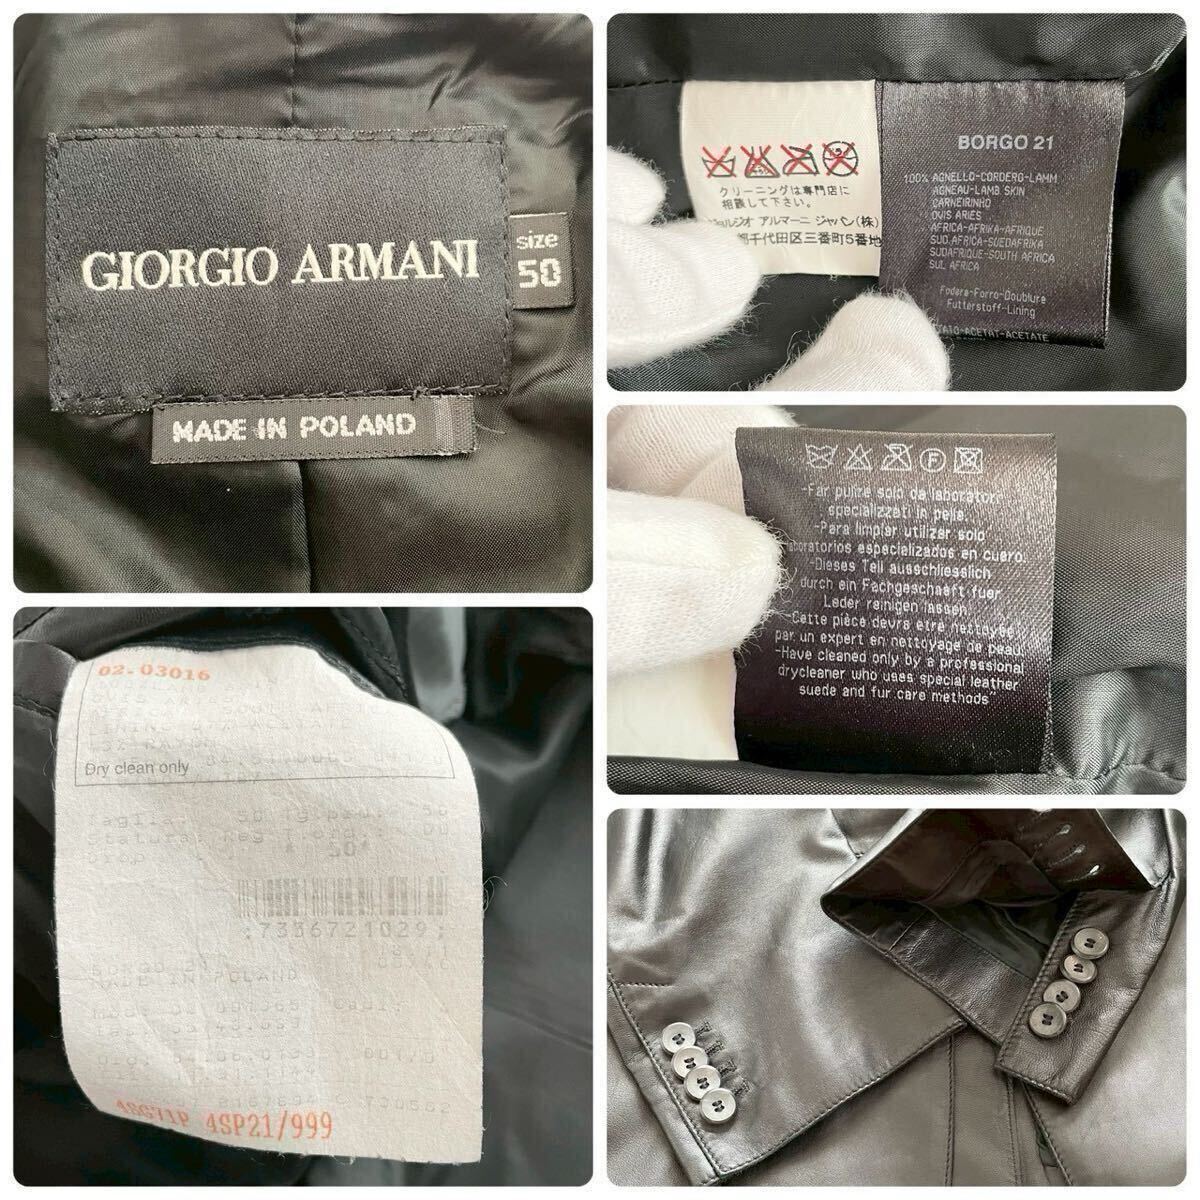 GIORGIO ARMANI
size
50
MADE IN POLAND
クリーニングは専門店に
相談して下さい。
ジョルジオ アルマーニ ジャパン(株)
千代田区三番町5番地
BORGO 21
100% AGNELLO-CORDERO-LAMM
AGNEAU-LAMB SKIN
CARNEIRINHO
OVIS ARIES
AFRICA-AFRIKA-AFRIQUE
SUD AFRICA-SUEDAFRIKA
SUDAFRIQUE-SOUTH AFRICA
SUL AFRICA
Fodera-Forro-Doublure
Futterstoff-Lining
-ACETAT-ACETATE
F
-Far pulire solo da laboratori
specializzati in pelle.
-Para limpiar utilizar solo
laboratorios especializados en cuero.
-Dieses Teil ausschliesslich
durch ein Fachgeschaeft fuer
Leder reinigen lassen.
-Cette pièce devra être nettoyée
par un expert en nettoyage de peau.
-Have cleaned only by a professional
drycleaner who uses special leather
suede and fur care methods"
02-03016
Dry clean only
Taglia: 50
;7336721029;
MADE IN POLAND
4SG71P 4SP21/999